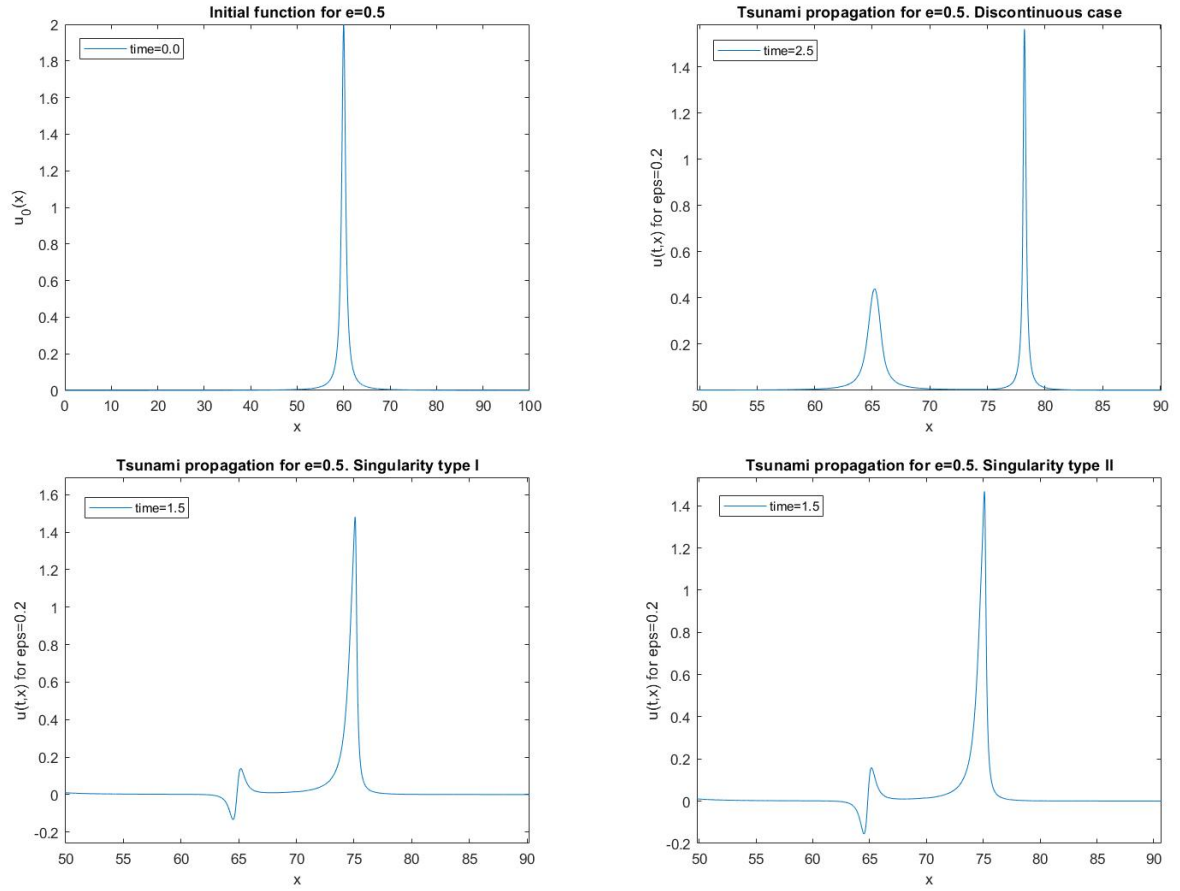 Initial function for e=0.5
time=0.0
2
1.8
1.6
1.4
1.2
1
0.8
0.6
0.4
0.2
0
u_0(x)
0 10 20 30 40 50 60 70 80 90 100
x
Tsunami propagation for e=0.5. Discontinuous case
time=2.5
1.4
1.2
1
0.8
0.6
0.4
0.2
u(t,x) for eps=0.2
50 55 60 65 70 75 80 85 90
x
Tsunami propagation for e=0.5. Singularity type I
time=1.5
1.6
1.4
1.2
1
0.8
0.6
0.4
0.2
0
-0.2
u(t,x) for eps=0.2
50 55 60 65 70 75 80 85 90
x
Tsunami propagation for e=0.5. Singularity type II
time=1.5
1.4
1.2
1
0.8
0.6
0.4
0.2
0
-0.2
u(t,x) for eps=0.2
50 55 60 65 70 75 80 85 90
x